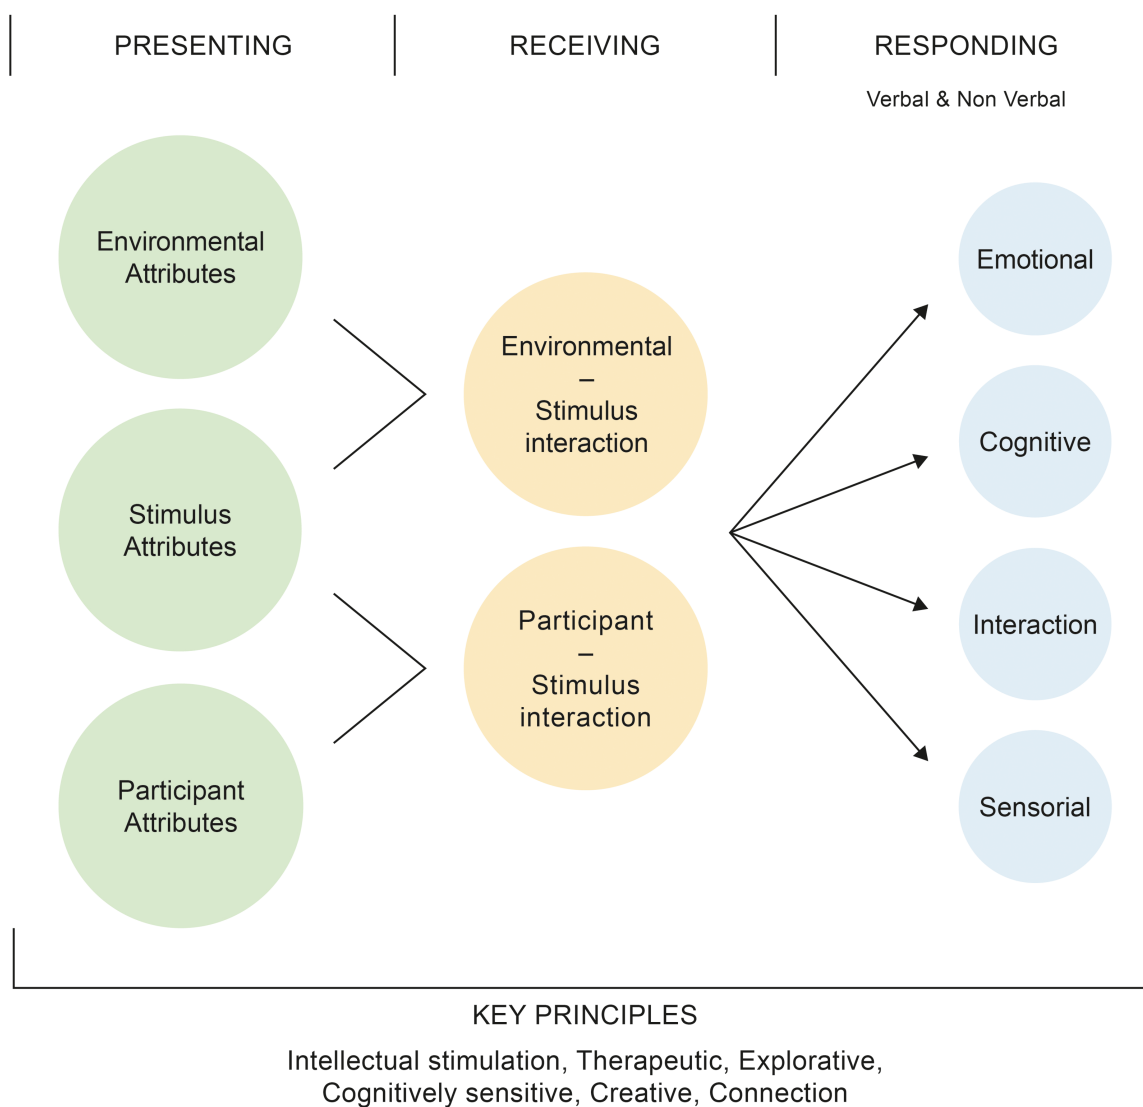 PRESENTING
RECEIVING
RESPONDING
Verbal & Non Verbal
Environmental
Attributes
Stimulus
Attributes
Participant
Attributes
Environmental
–
Stimulus
interaction
Participant
–
Stimulus
interaction
Emotional
Cognitive
Interaction
Sensorial
KEY PRINCIPLES
Intellectual stimulation, Therapeutic, Explorative,
Cognitively sensitive, Creative, Connection